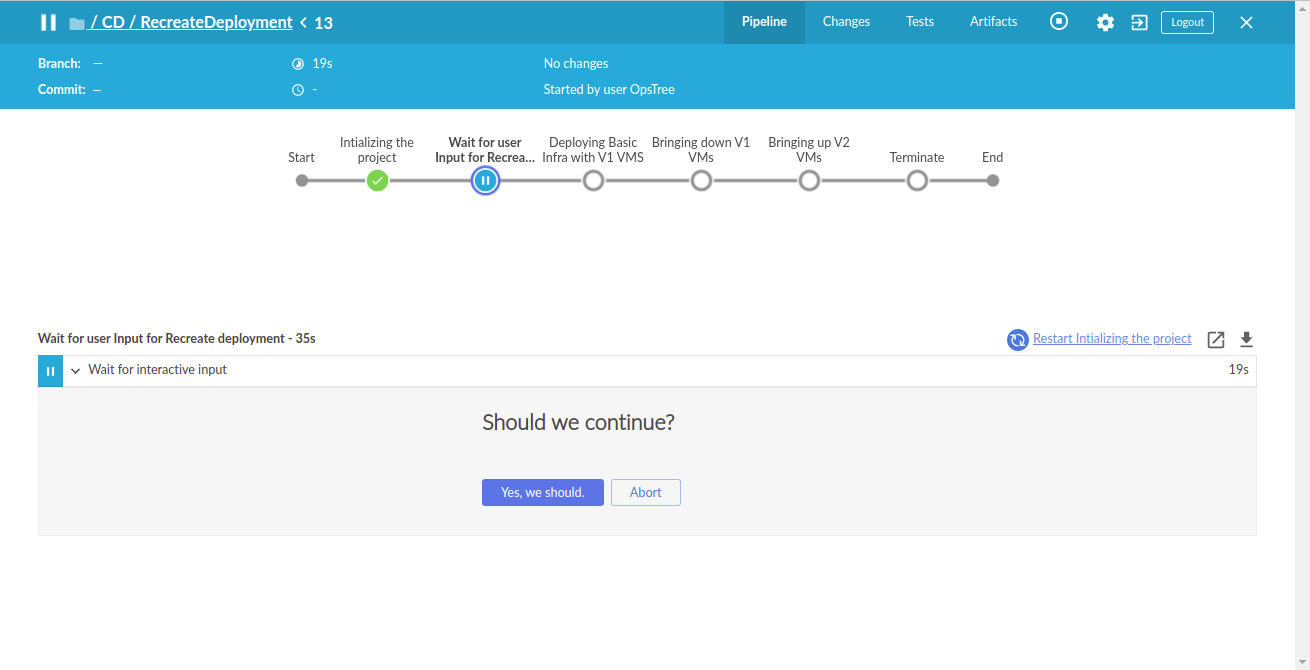 / CD / RecreateDeployment < 13
Pipeline
Changes
Tests
Artifacts
Logout
Branch: —
19s
No changes
Commit: —
-
Started by user OpsTree
Start
Intializing the
project
Wait for user
Input for Recrea...
Deploying Basic
Infra with V1 VMS
Bringing down V1
VMs
Bringing up V2
VMs
Terminate
End
Wait for user Input for Recreate deployment - 35s
Restart Intializing the project
Wait for interactive input
19s
Should we continue?
Yes, we should.
Abort